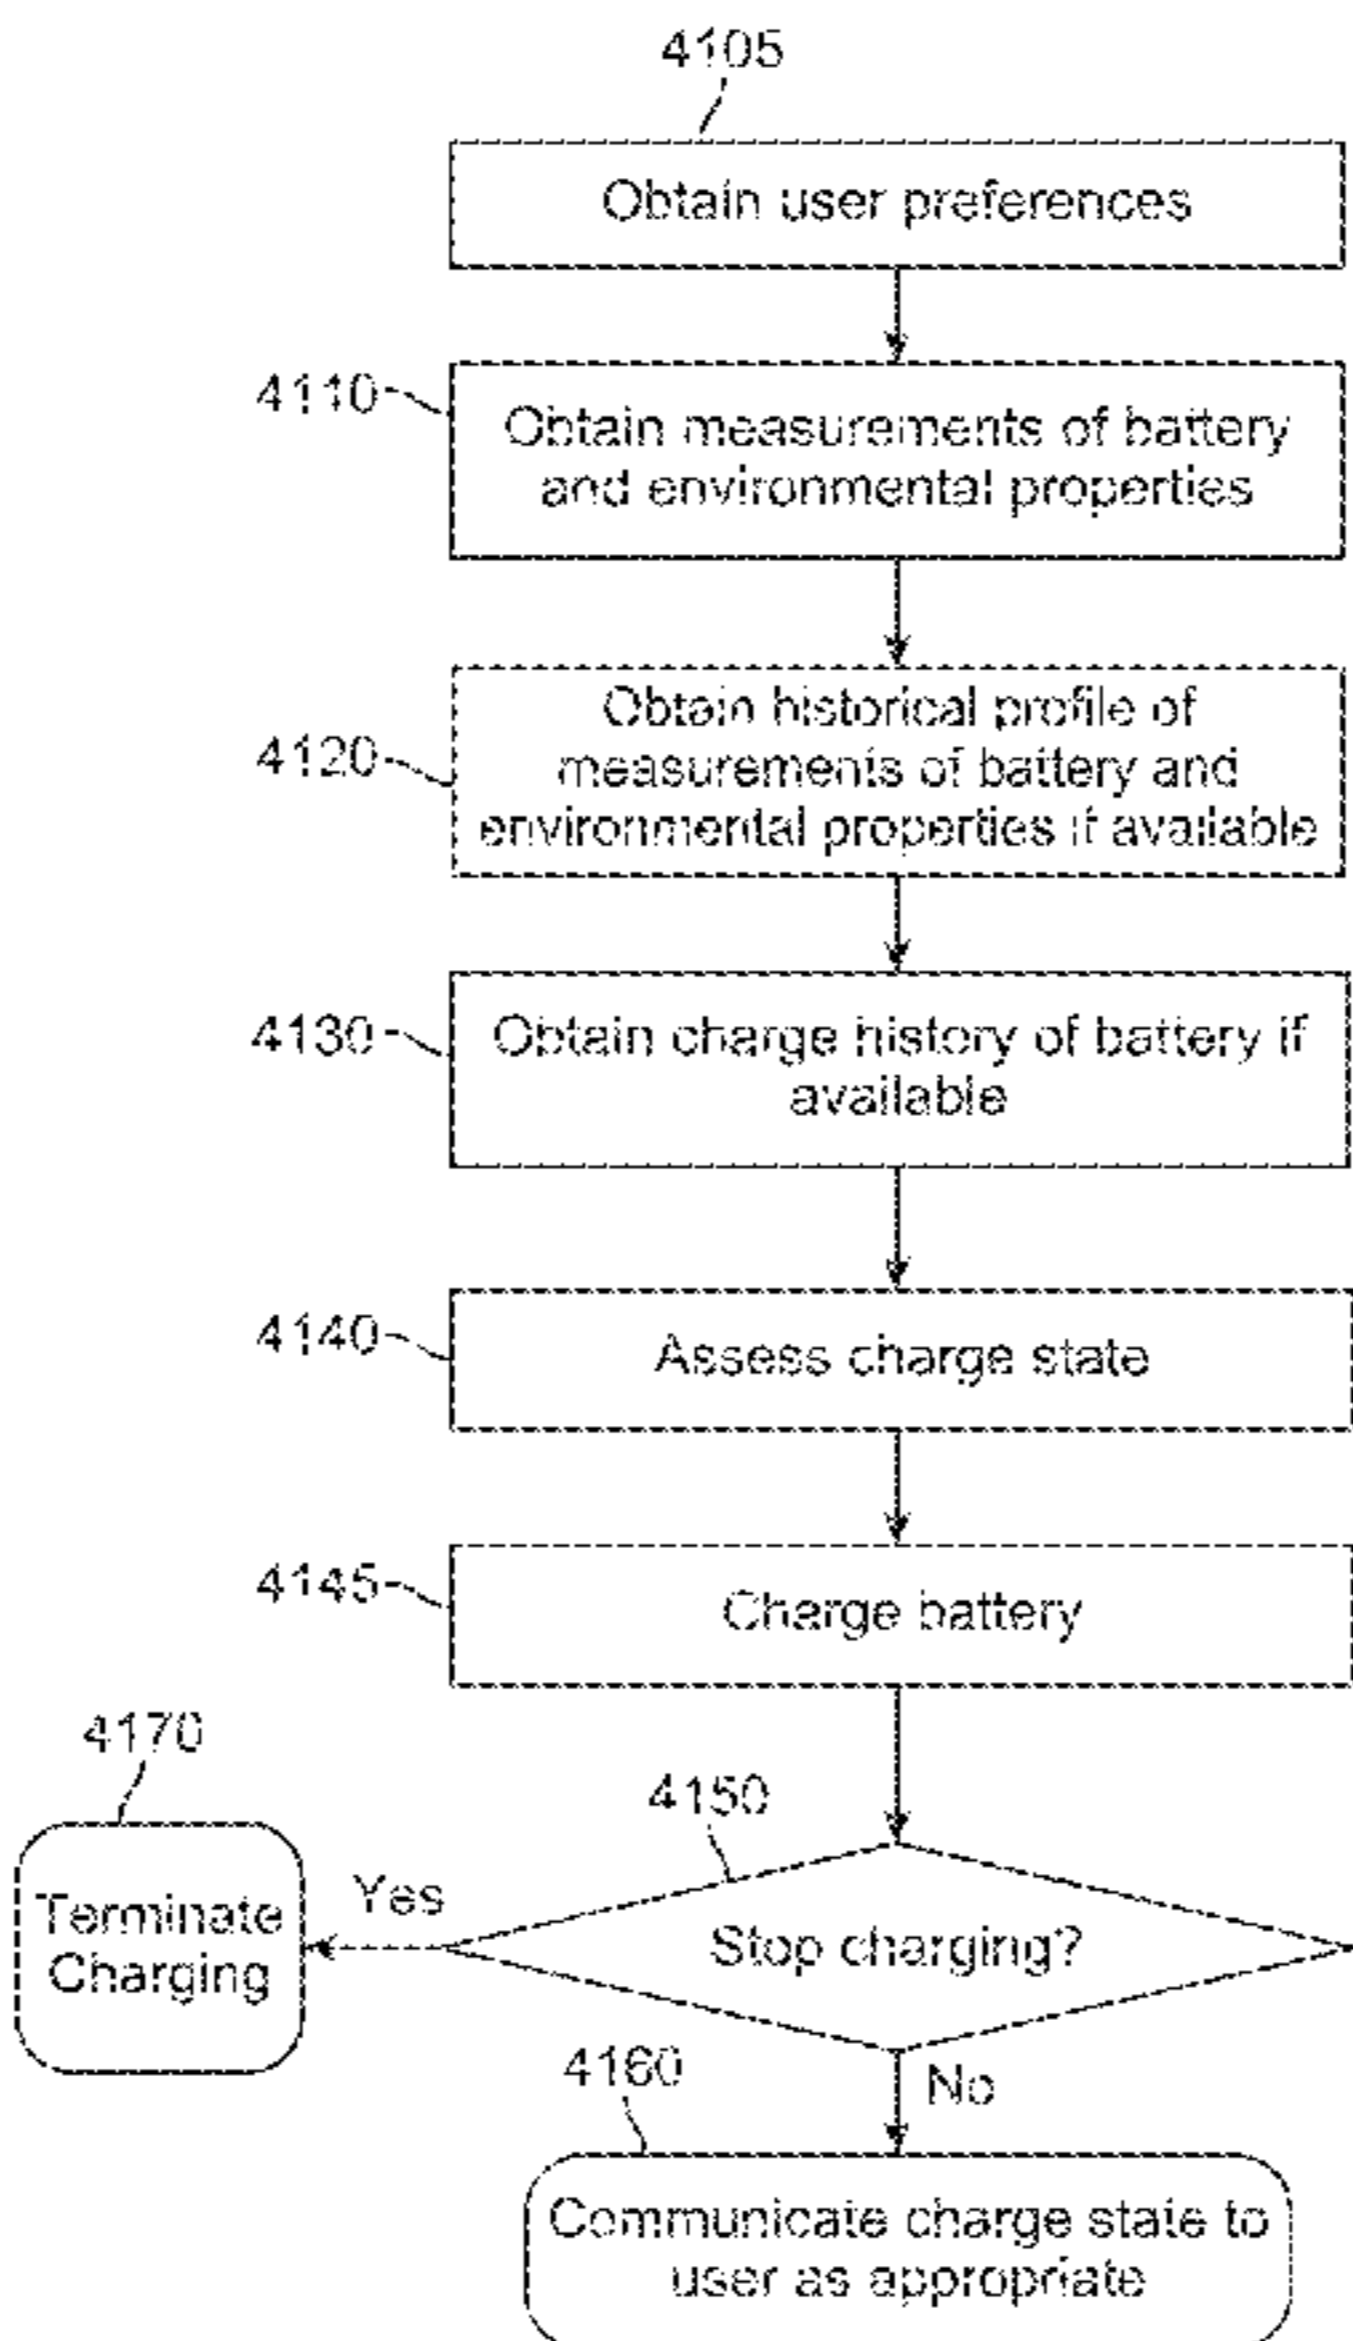 4105
Obtain user preferences
4110
Obtain measurements of battery
and environmental properties
4120
Obtain historical profile of
measurements of battery and
environmental properties if available
4130
Obtain charge history of battery if
available
4140
Assess charge state
4145
Charge battery
4170
4150
Terminate
Charging
Yes
Stop charging?
4160
No
Communicate charge state to
user as appropriate